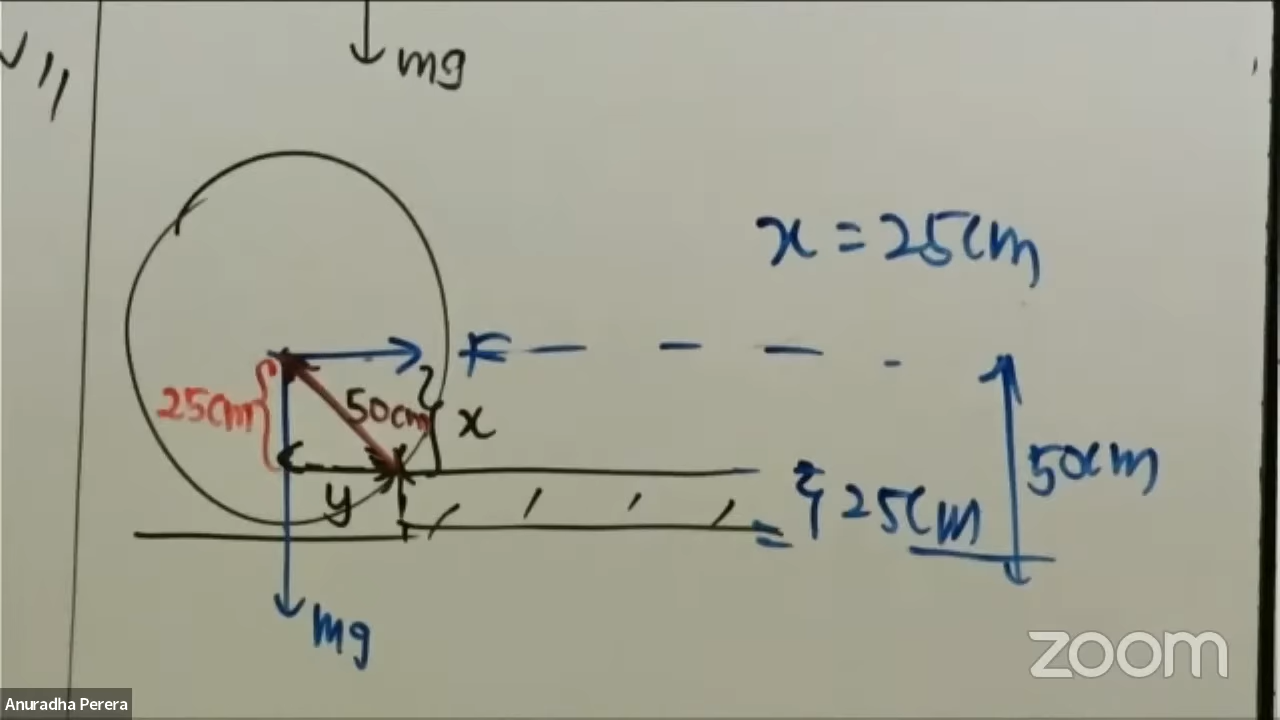 mg
x = 25cm
F
25cm
50cm
x
50cm
y
25cm
mg
zoom
Anuradha Perera